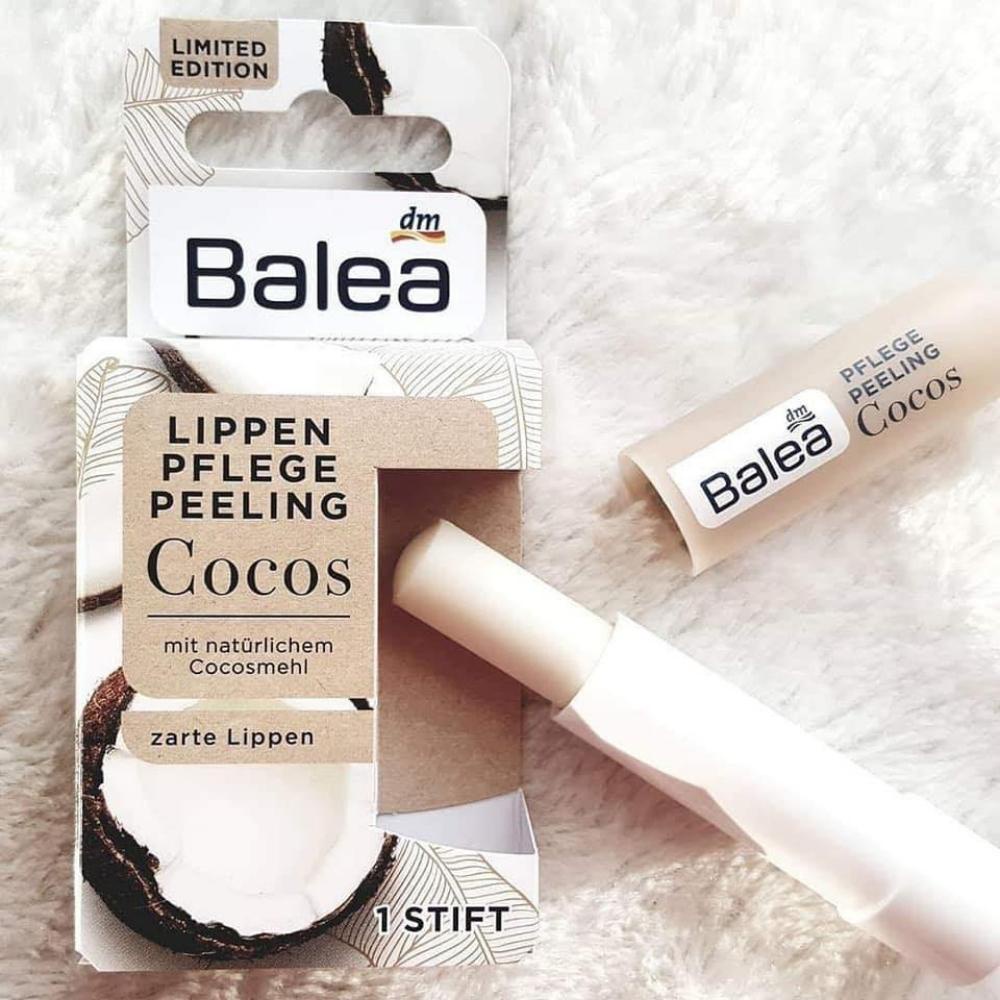 LIMITED
EDITION
dm
Balea
LIPPEN
PFLEGE
PEELING
Cocos
mit natürlichem
Cocosmehl
zarte Lippen
1 STIFT
dm
Balea
PFLEGE
PEELING
Cocos